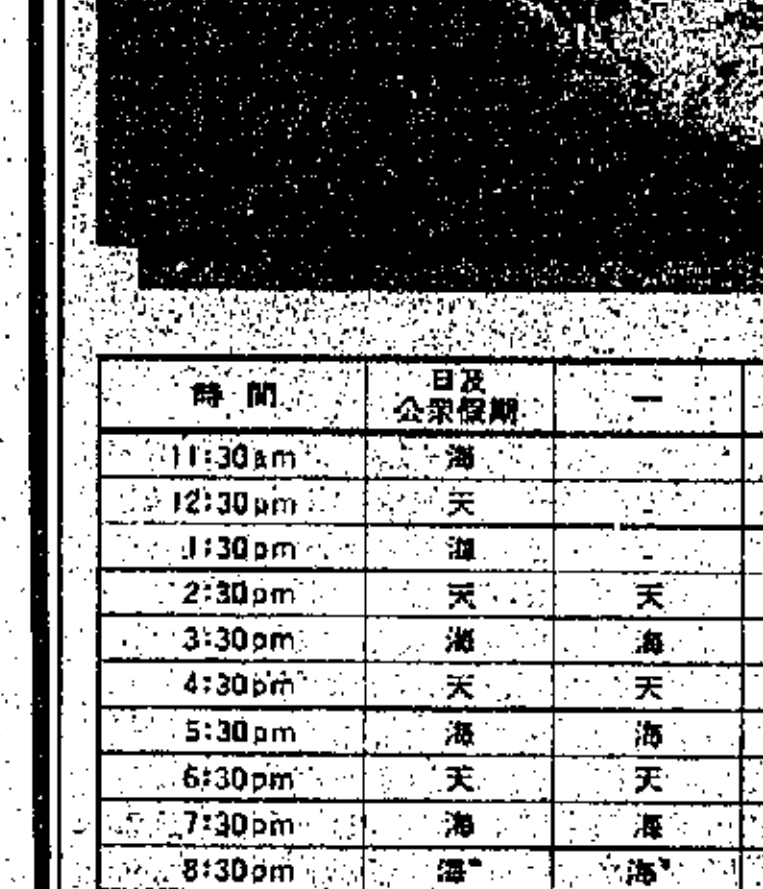 時間 日及 公眾假期 一
11:30am 海
12:30pm 天 -
1:30pm 海 -
2:30pm 天 天
3:30pm 海 海
4:30pm 天 天
5:30pm 海 海
6:30pm 天 天
7:30pm 海 海
8:30pm 海* 海*